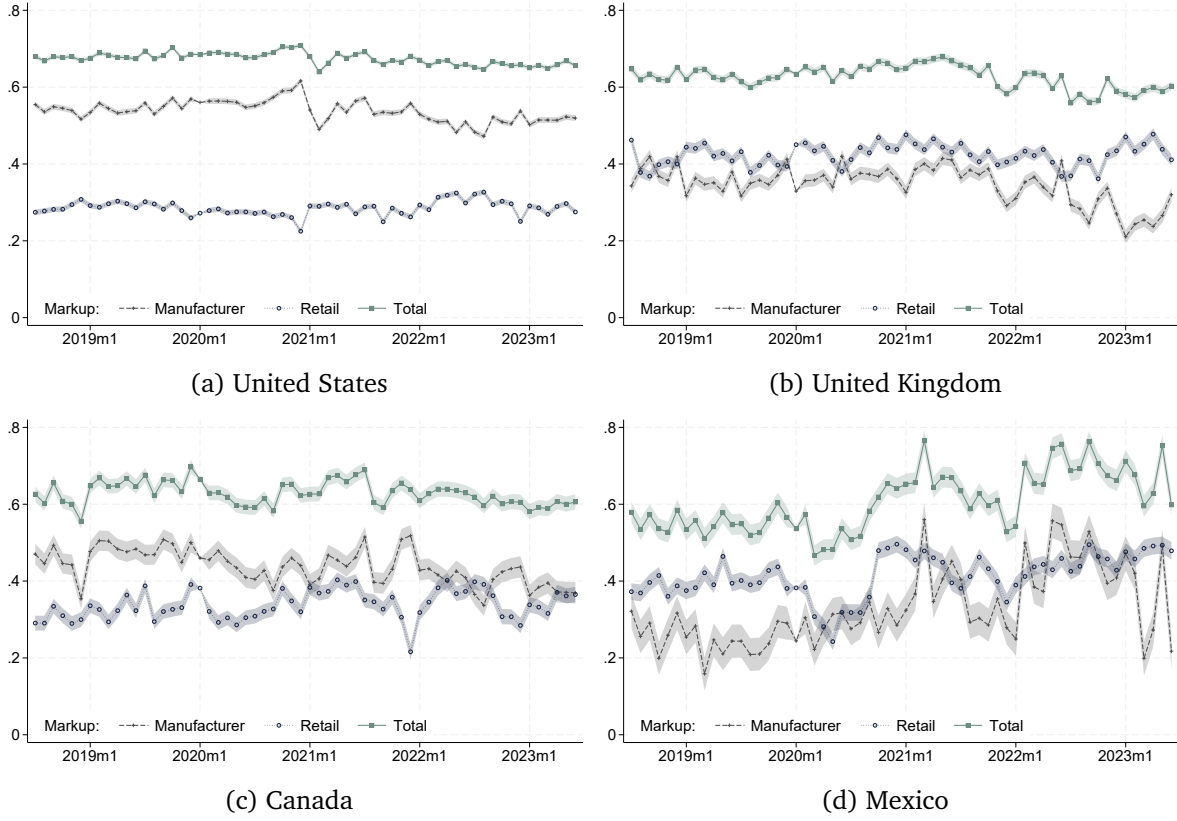 .8
.6
.4
.2
0
Markup: Manufacturer Retail Total
2019m1 2020m1 2021m1 2022m1 2023m1
(a) United States
.8
.6
.4
.2
0
Markup: Manufacturer Retail Total
2019m1 2020m1 2021m1 2022m1 2023m1
(b) United Kingdom
.8
.6
.4
.2
0
Markup: Manufacturer Retail Total
2019m1 2020m1 2021m1 2022m1 2023m1
(c) Canada
.8
.6
.4
.2
0
Markup: Manufacturer Retail Total
2019m1 2020m1 2021m1 2022m1 2023m1
(d) Mexico